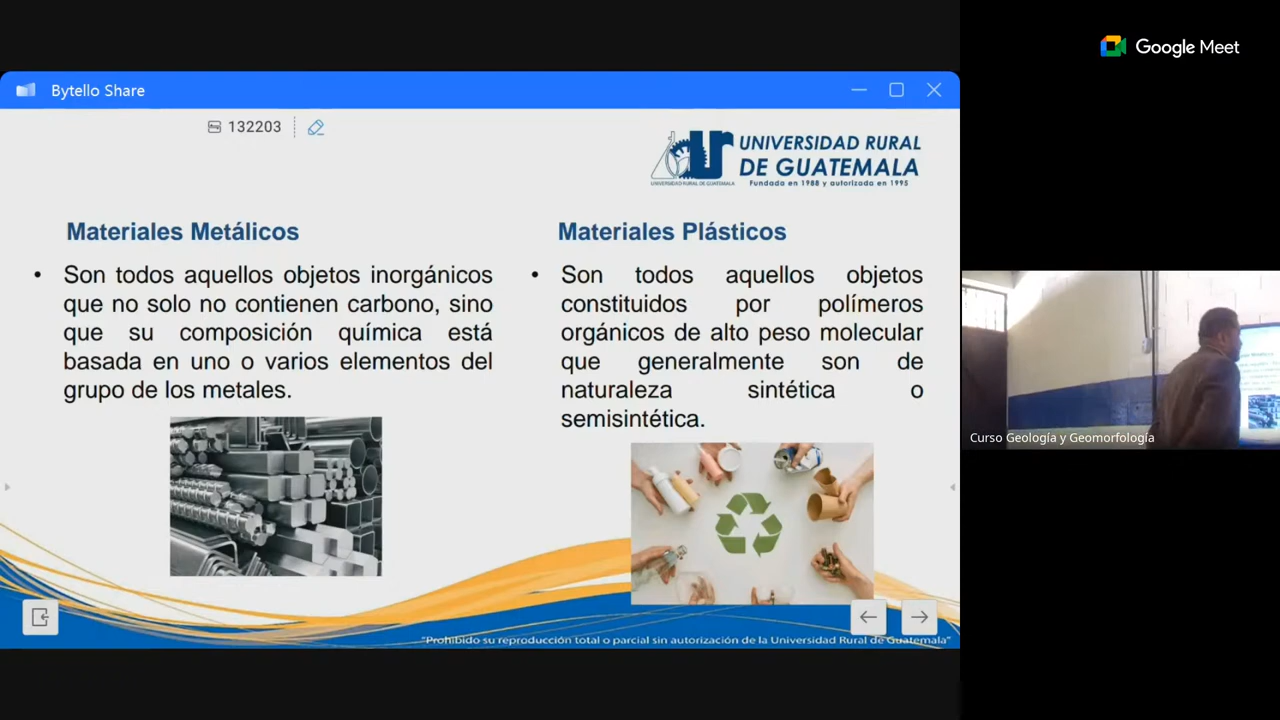 Google Meet
Bytello Share
132203
UNIVERSIDAD RURAL
DE GUATEMALA
Fundada en 1988 y autorizada en 1995
UNIVERSIDAD RURAL DE GUATEMALA
Materiales Metálicos
• Son todos aquellos objetos inorgánicos
que no solo no contienen carbono, sino
que su composición química está
basada en uno o varios elementos del
grupo de los metales.
Materiales Plásticos
• Son todos aquellos objetos
constituidos por polímeros
orgánicos de alto peso molecular
que generalmente son de
naturaleza sintética o
semisintética.
Curso Geología y Geomorfología
"Prohibido su reproducción total o parcial sin autorización de la Universidad Rural de Guatemala"